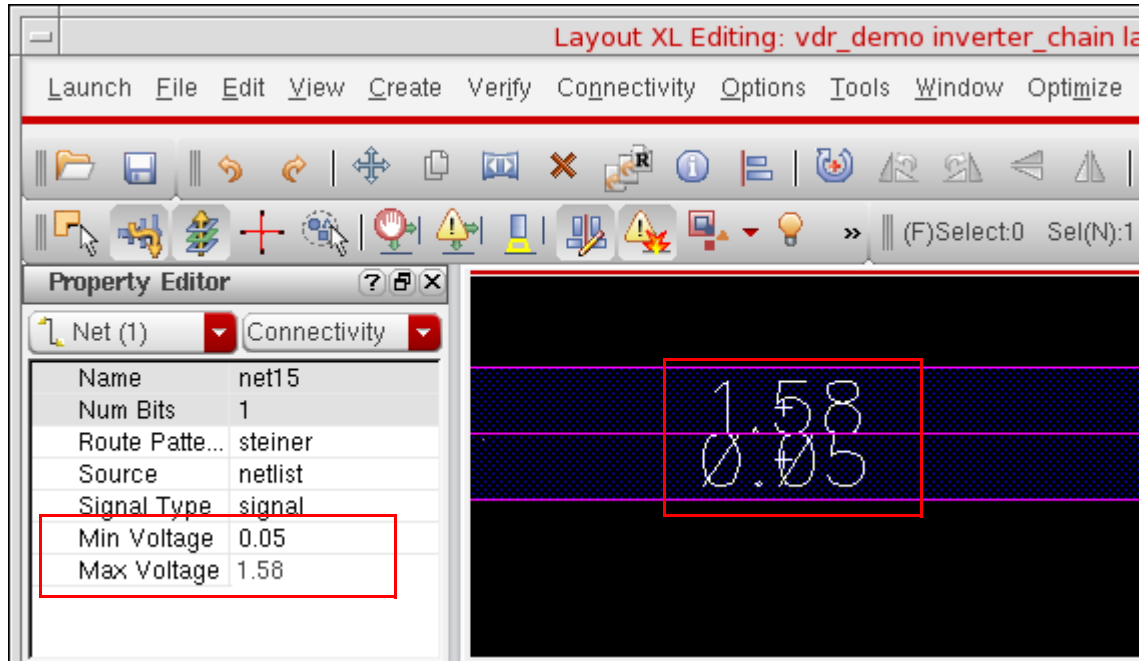 Layout XL Editing: vdr_demo inverter_chain la
Launch File Edit View Create Verify Connectivity Options Tools Window Optimize
R
(F)Select:0 Sel(N):1
Property Editor
Net (1) Connectivity
Name net15
Num Bits 1
Route Patte... steiner
Source netlist
Signal Type signal
Min Voltage 0.05
Max Voltage 1.58
1.58
0.05